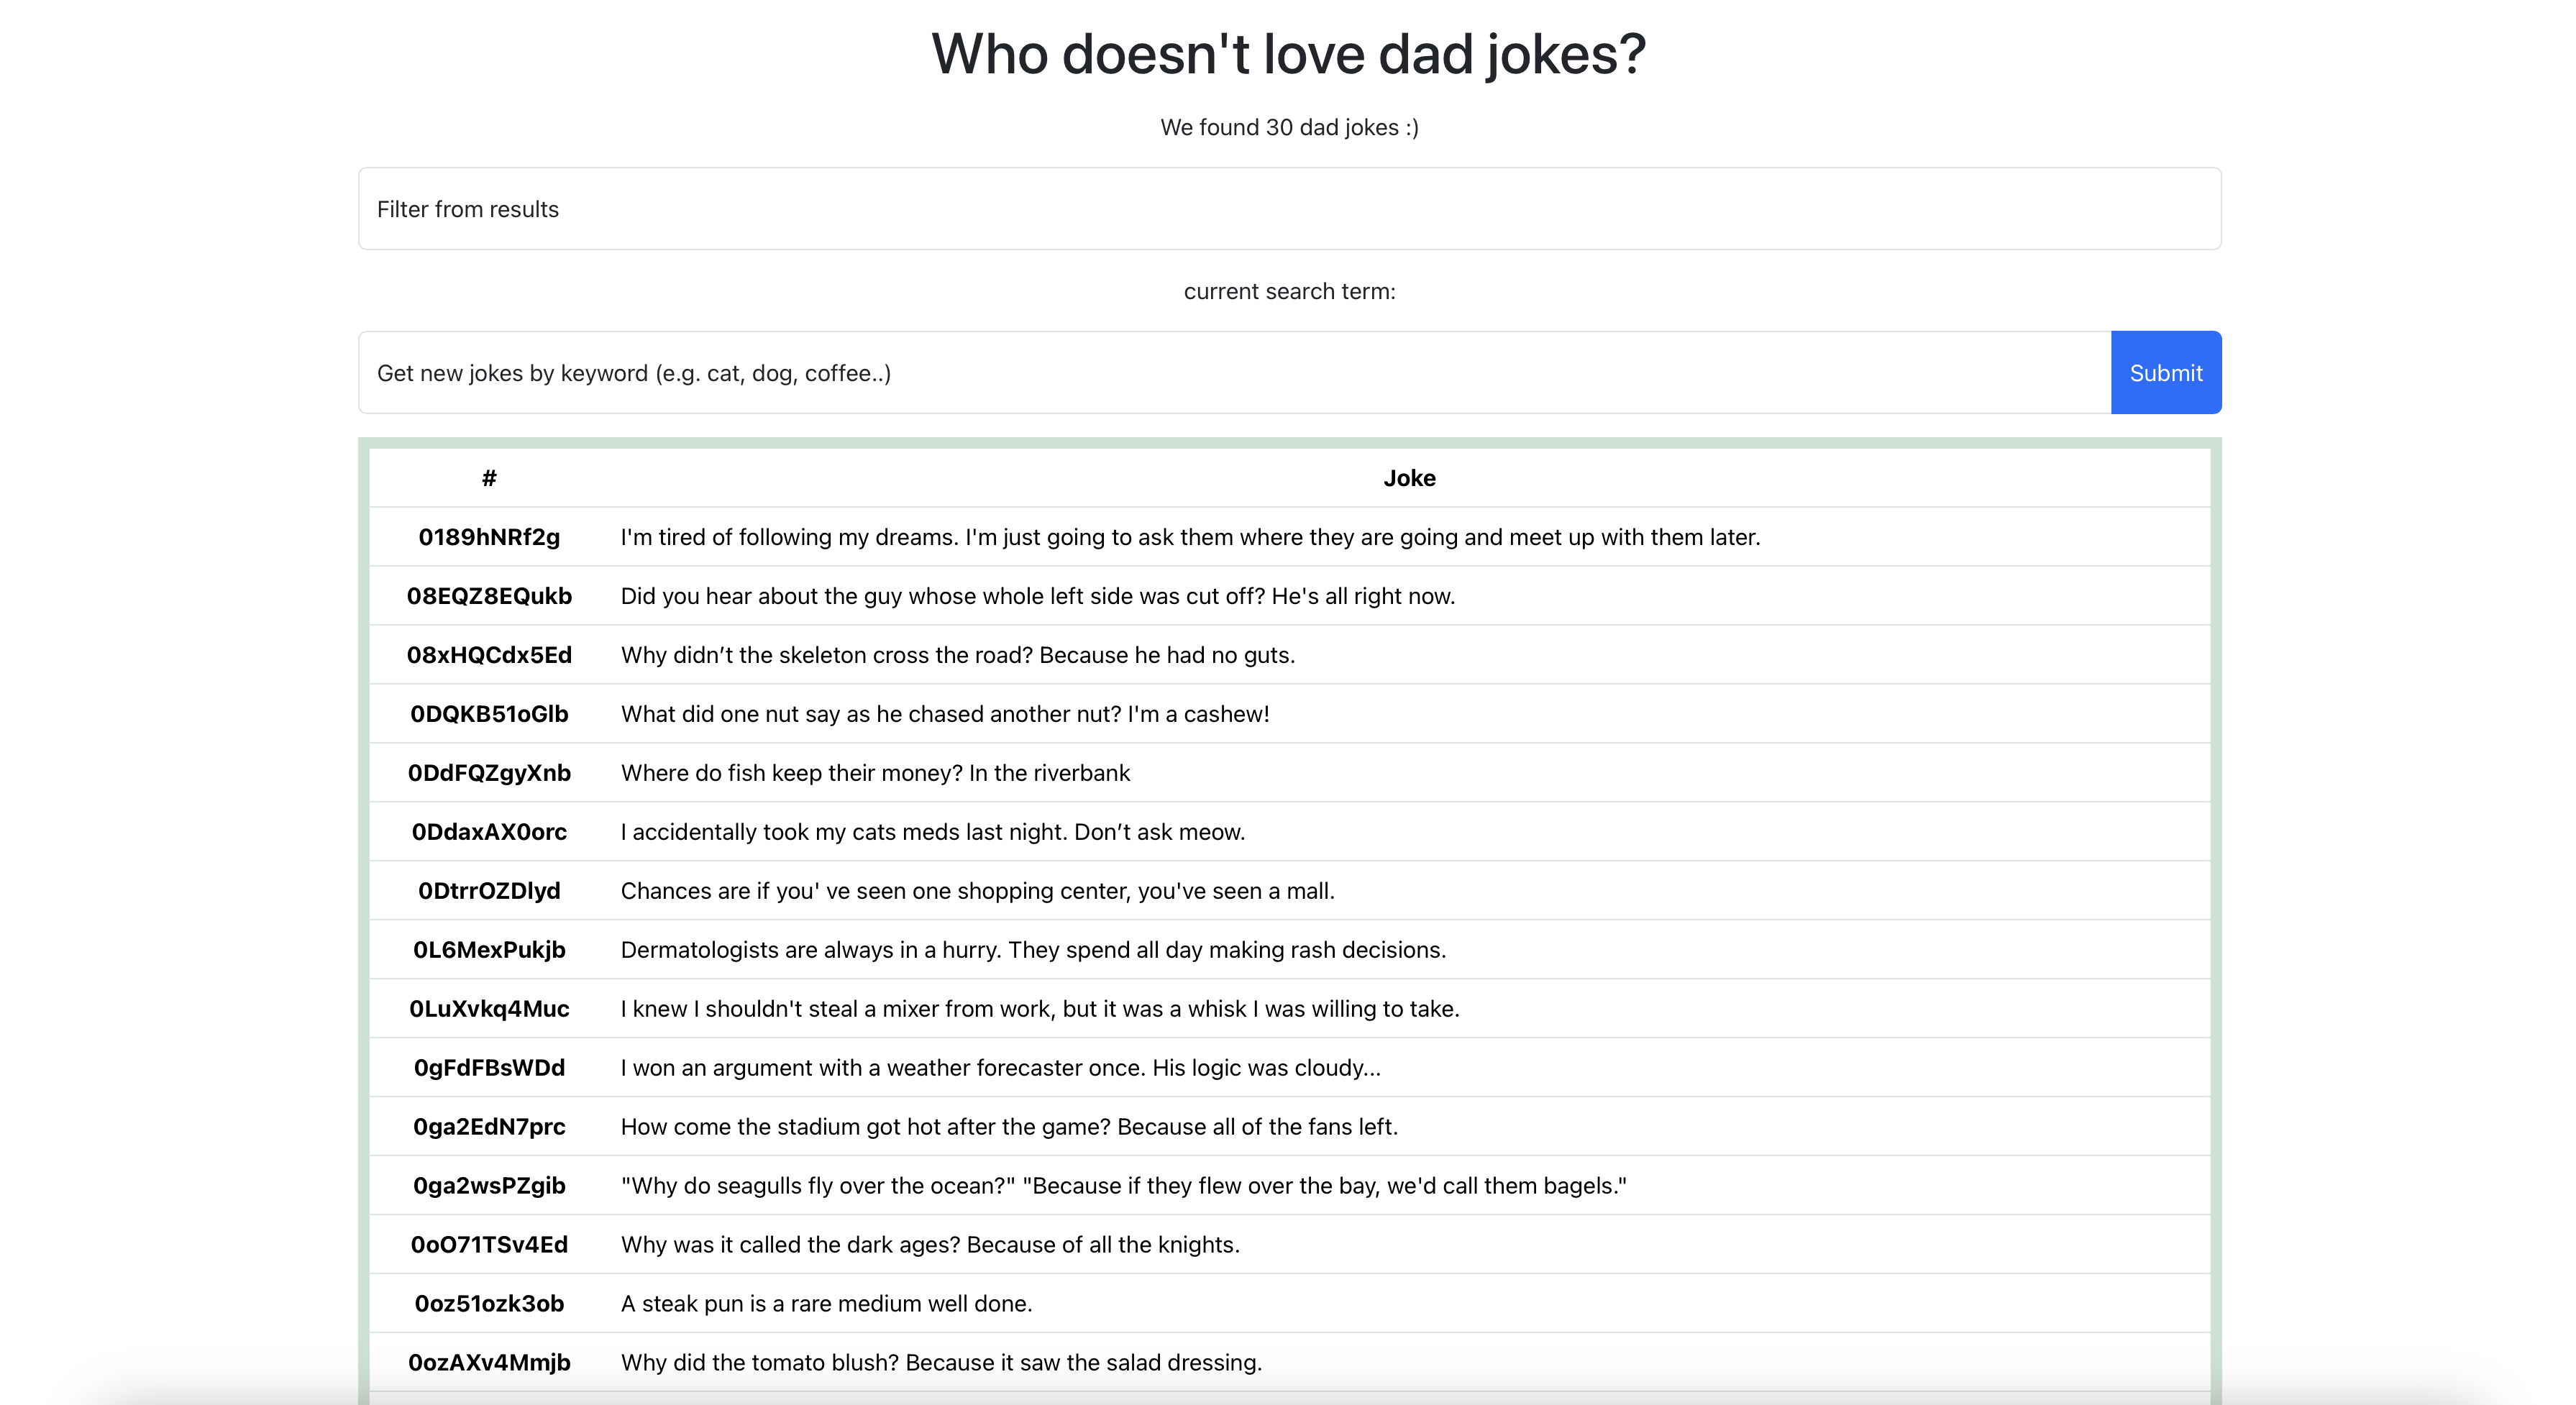 Who doesn't love dad jokes?
We found 30 dad jokes :)
Filter from results
current search term:
Get new jokes by keyword (e.g. cat, dog, coffee..) Submit
# Joke
0189hNRf2g I'm tired of following my dreams. I'm just going to ask them where they are going and meet up with them later.
08EQZ8EQukb Did you hear about the guy whose whole left side was cut off? He's all right now.
08xHQCdx5Ed Why didn’t the skeleton cross the road? Because he had no guts.
0DQKB51oGlb What did one nut say as he chased another nut? I'm a cashew!
0DdFQZgyXnb Where do fish keep their money? In the riverbank
0DdaxAX0orc I accidentally took my cats meds last night. Don’t ask meow.
0DtrrOZDlyd Chances are if you' ve seen one shopping center, you've seen a mall.
0L6MexPukjb Dermatologists are always in a hurry. They spend all day making rash decisions.
0LuXvkq4Muc I knew I shouldn't steal a mixer from work, but it was a whisk I was willing to take.
0gFdFBsWDd I won an argument with a weather forecaster once. His logic was cloudy...
0ga2EdN7prc How come the stadium got hot after the game? Because all of the fans left.
0ga2wsPZgib "Why do seagulls fly over the ocean?" "Because if they flew over the bay, we'd call them bagels."
0oO71TSv4Ed Why was it called the dark ages? Because of all the knights.
0oz51ozk3ob A steak pun is a rare medium well done.
0ozAXv4Mmjb Why did the tomato blush? Because it saw the salad dressing.